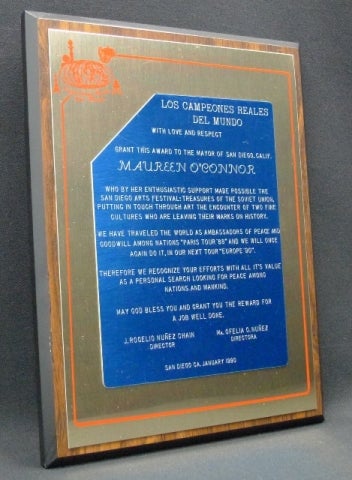 LOS CAMPEONES REALES
DEL MUNDO
WITH LOVE AND RESPECT
GRANT THIS AWARD TO THE MAYOR OF SAN DIEGO, CALIF.
MAUREEN O'CONNOR
WHO BY HER ENTHUSIASTIC SUPPORT MADE POSSIBLE THE
SAN DIEGO ARTS FESTIVAL: TREASURES OF THE SOVIET UNION,
PUTTING IN TOUCH THROUGH ART THE ENCOUNTER OF TWO FINE
CULTURES WHO ARE LEAVING THEIR MARKS ON HISTORY.
WE HAVE TRAVELED THE WORLD AS AMBASSADORS OF PEACE AND
GOODWILL AMONG NATIONS "PARIS TOUR '88" AND WE WILL ONCE
AGAIN DO IT, IN OUR NEXT TOUR "EUROPE '90".
THEREFORE WE RECOGNIZE YOUR EFFORTS WITH ALL IT'S VALUE
AS A PERSONAL SEARCH LOOKING FOR PEACE AMONG
NATIONS, AND MANKIND.
MAY GOD BLESS YOU AND GRANT YOU THE REWARD FOR
A JOB WELL DONE.
J. ROGELIO NUÑEZ CHAIN Ma. OFELIA G. NUÑEZ
DIRECTOR DIRECTORA
SAN DIEGO CA. JANUARY 1990